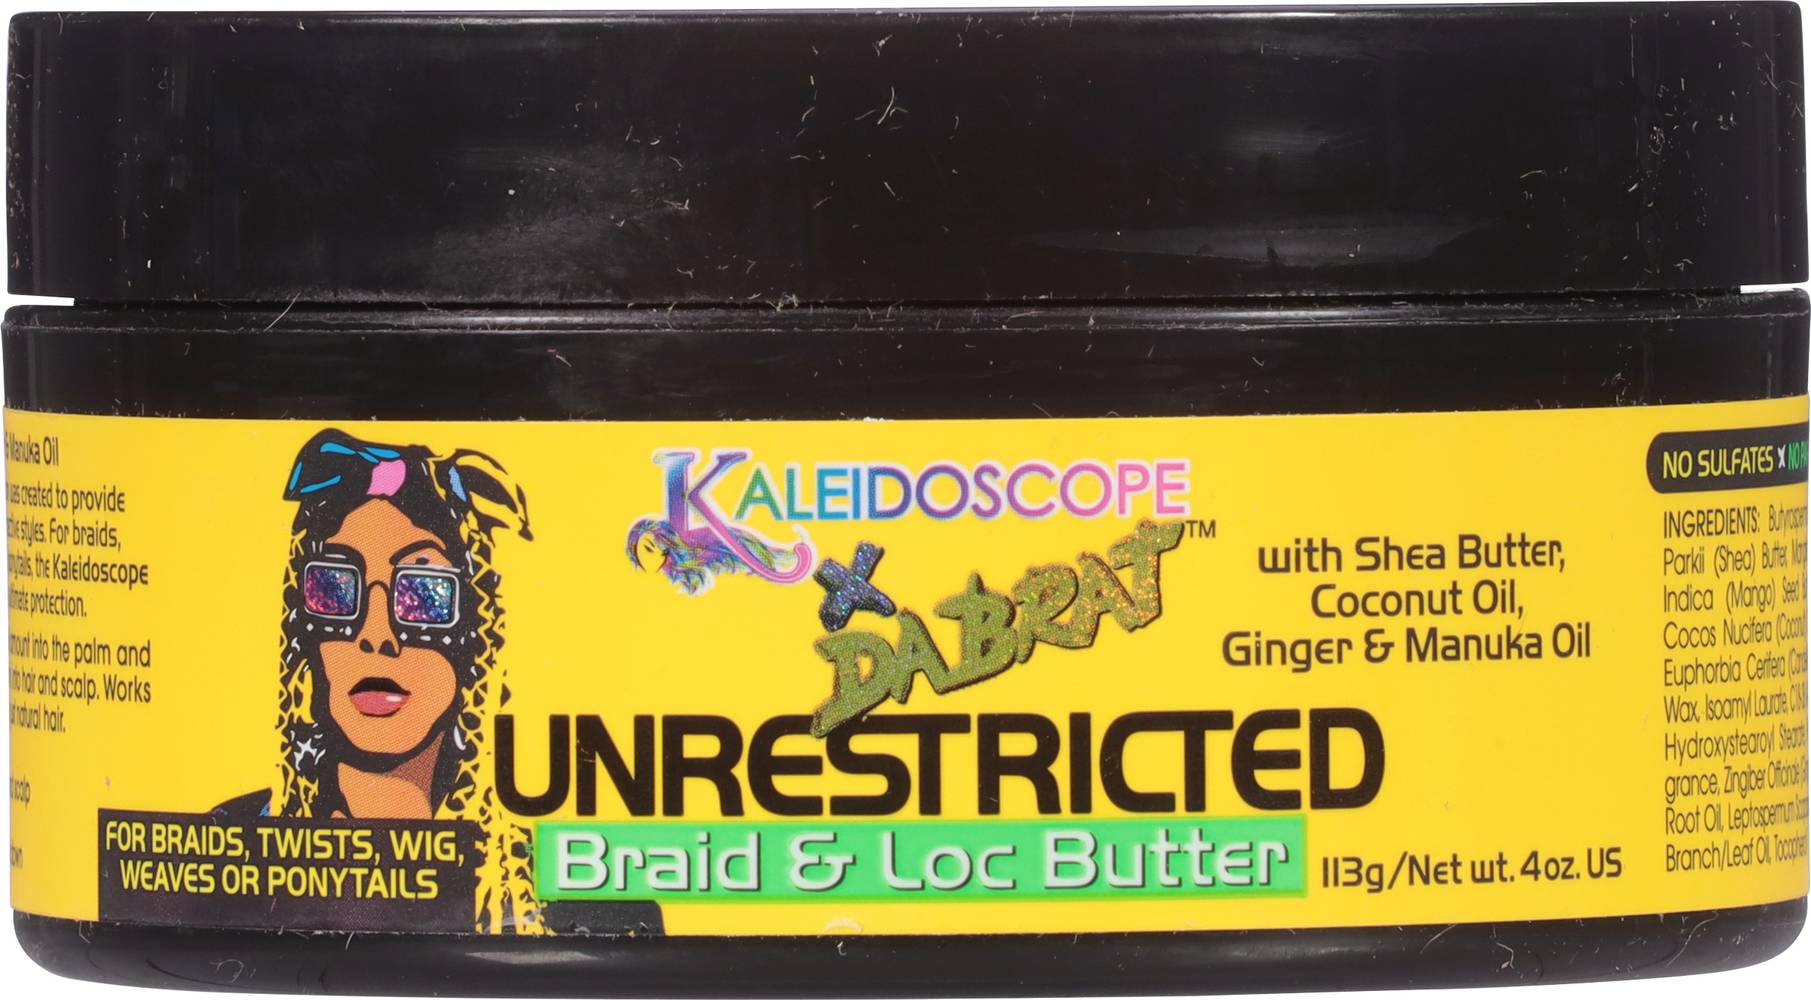 & Manuka Oil
was created to provide
styles. For braids,
the Kaleidoscope
protection.
into the palm and
hair and scalp. Works
natural hair.
scalp
FOR BRAIDS, TWISTS, WIG,
WEAVES OR PONYTAILS
KALEIDOSCOPE
X
DA BRAT™
UNRESTRICTED
Braid & Loc Butter
with Shea Butter,
Coconut Oil,
Ginger & Manuka Oil
113g/Net wt. 4oz. US
NO SULFATES X NO
INGREDIENTS:
Parkii (Shea) Butter,
Indica (Mango) Seed
Cocos Nucifera (Coconut)
Euphorbia Cerifera
Wax, Isoamyl Laurate,
Hydroxystearoyl
grance, Zingiber Officinale
Root Oil, Leptospermum
Branch/Leaf Oil,